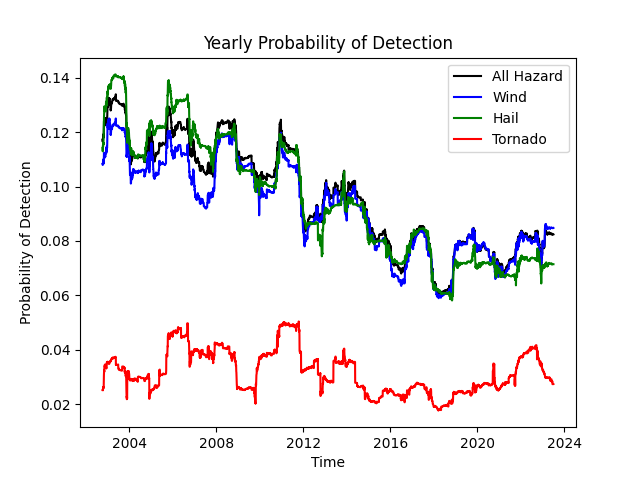 Yearly Probability of Detection
All Hazard
Wind
Hail
Tornado
Probability of Detection
0.14
0.12
0.10
0.08
0.06
0.04
0.02
2004 2008 2012 2016 2020 2024
Time